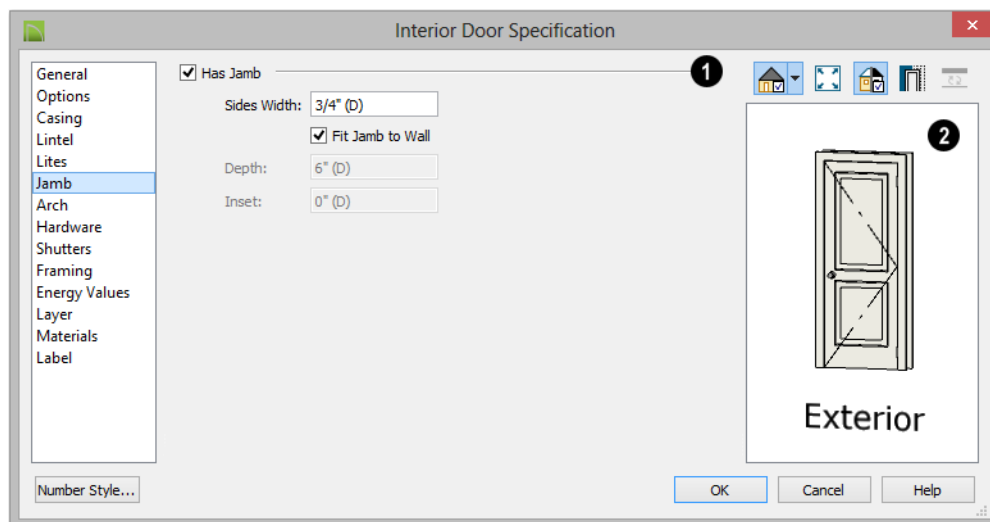 Interior Door Specification
General
Options
Casing
Lintel
Lites
Jamb
Arch
Hardware
Shutters
Framing
Energy Values
Layer
Materials
Label
Has Jamb
1
Sides Width: 3/4" (D)
Fit Jamb to Wall
Depth: 6" (D)
Inset: 0" (D)
2
Exterior
Number Style...
OK
Cancel
Help